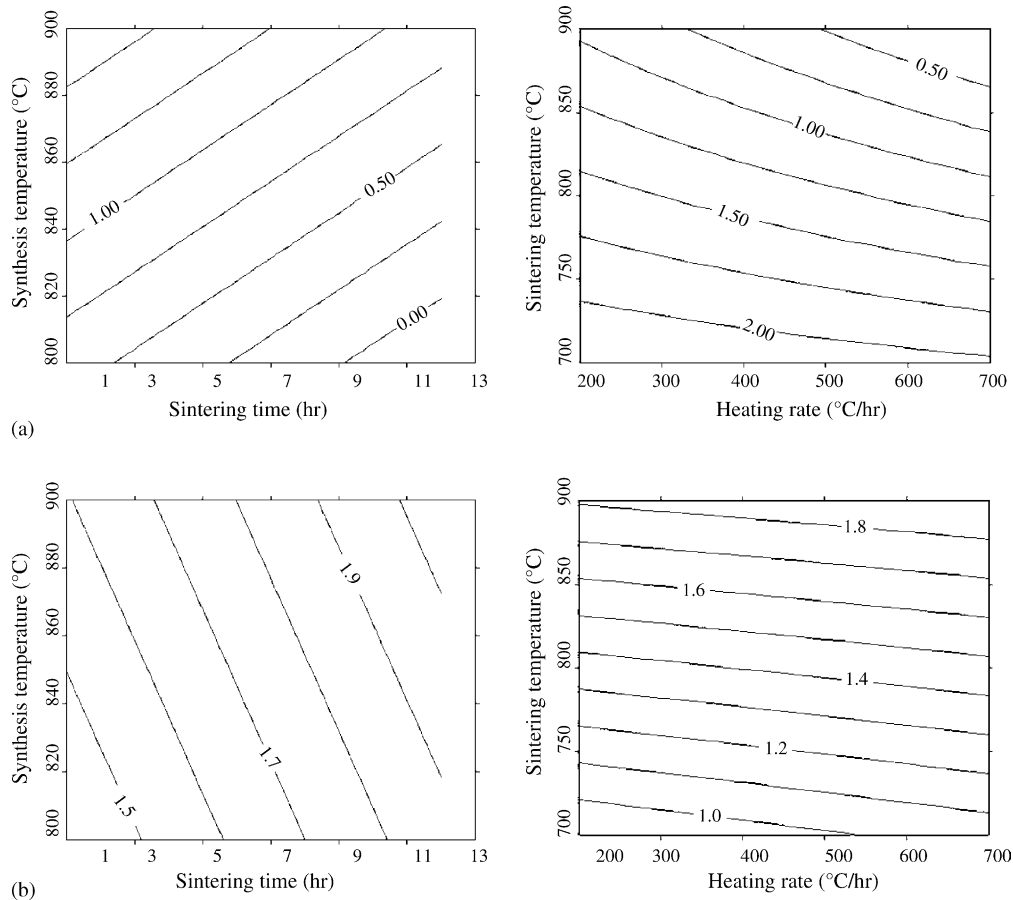 900
880
860
840
820
800
Synthesis temperature (°C)
1.00
0.50
0.00
1 3 5 7 9 11 13
Sintering time (hr)
900
850
800
750
700
Sintering temperature (°C)
0.50
1.00
1.50
2.00
200 300 400 500 600 700
Heating rate (°C/hr)
(a)
900
880
860
840
820
800
Synthesis temperature (°C)
1.9
1.7
1.5
1 3 5 7 9 11 13
Sintering time (hr)
900
850
800
750
700
Sintering temperature (°C)
1.8
1.6
1.4
1.2
1.0
200 300 400 500 600 700
Heating rate (°C/hr)
(b)